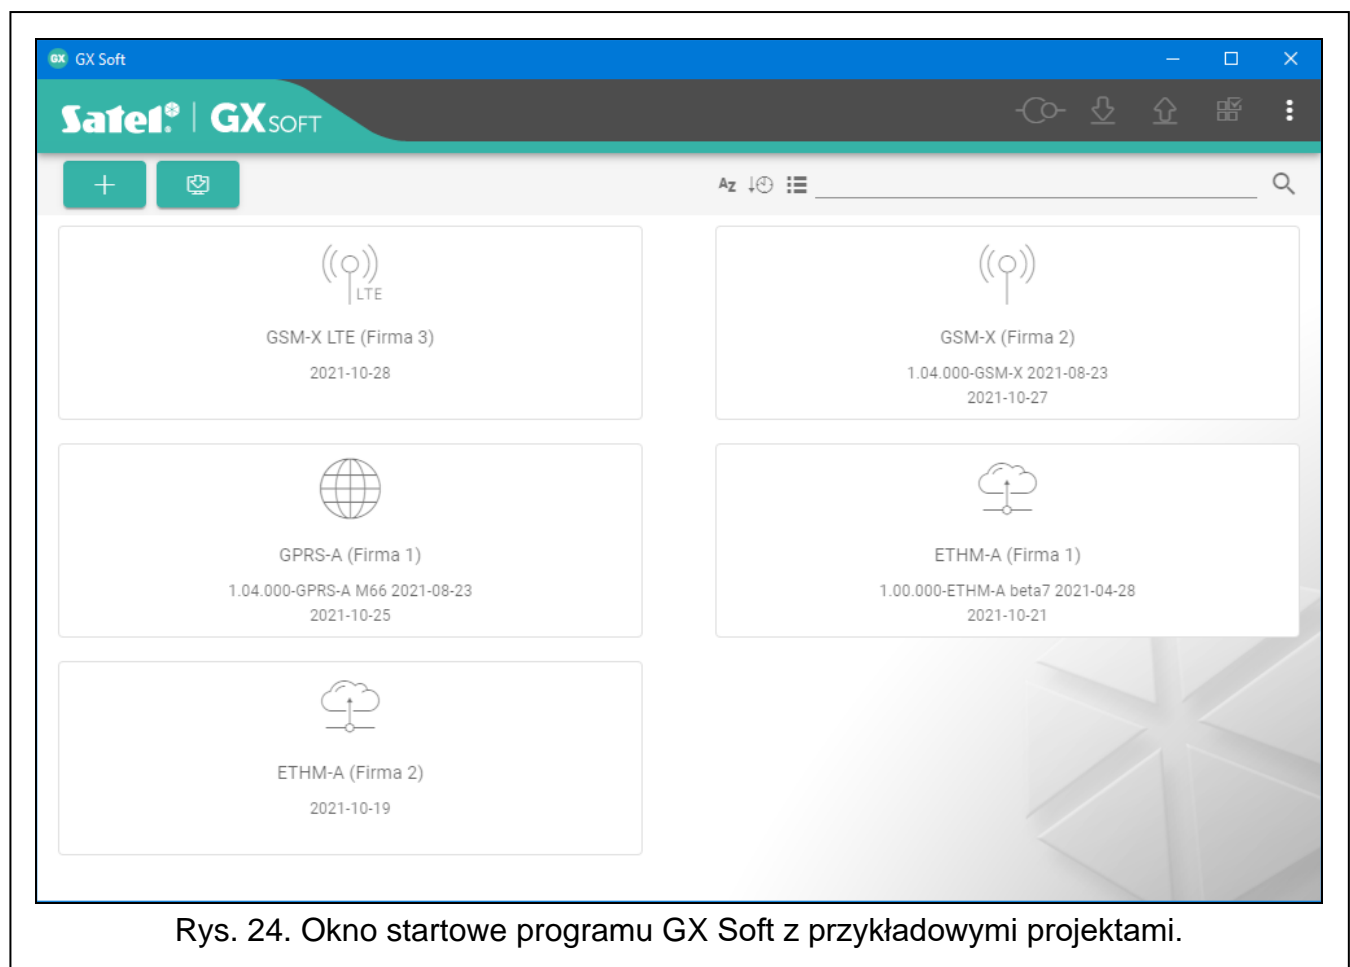 GX GX Soft
Satel® | GXSOFT
AZ
LTE
GSM-X LTE (Firma 3)
2021-10-28
GSM-X (Firma 2)
1.04.000-GSM-X 2021-08-23
2021-10-27
GPRS-A (Firma 1)
1.04.000-GPRS-A M66 2021-08-23
2021-10-25
ETHM-A (Firma 1)
1.00.000-ETHM-A beta7 2021-04-28
2021-10-21
ETHM-A (Firma 2)
2021-10-19
Rys. 24. Okno startowe programu GX Soft z przykładowymi projektami.